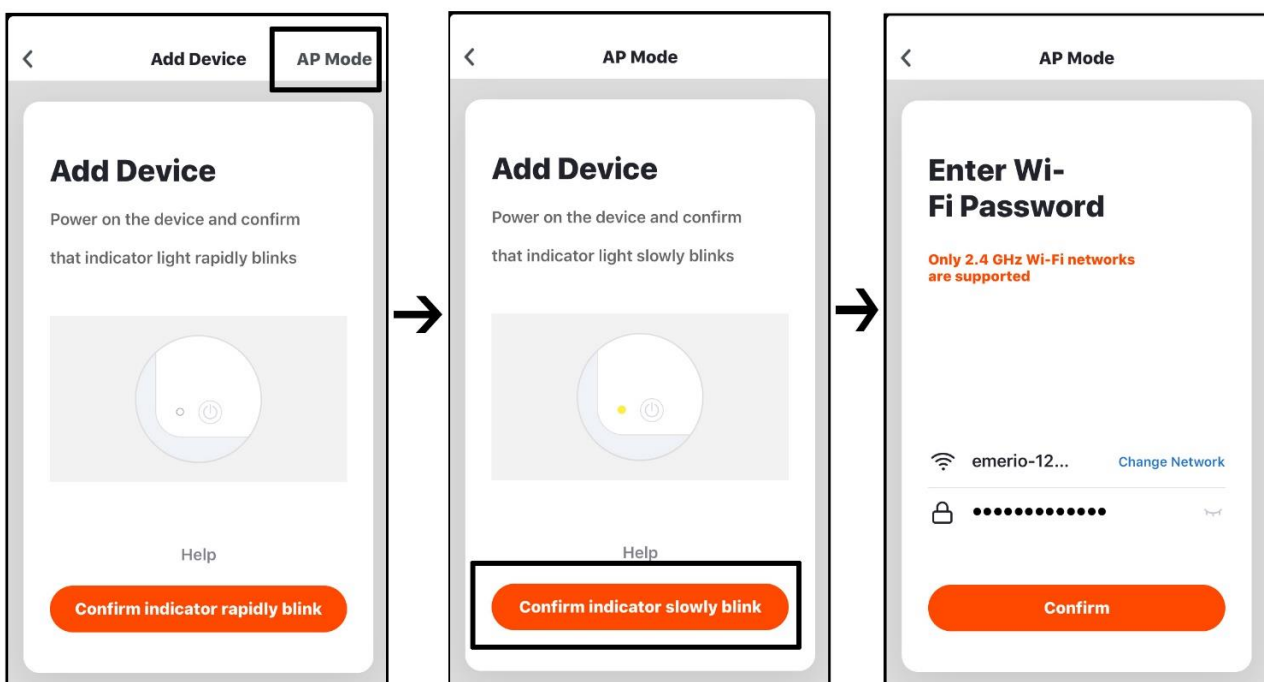 Add Device
AP Mode
Add Device
Power on the device and confirm
that indicator light rapidly blinks
Help
Confirm indicator rapidly blink
AP Mode
Add Device
Power on the device and confirm
that indicator light slowly blinks
Help
Confirm indicator slowly blink
AP Mode
Enter Wi-
Fi Password
Only 2.4 GHz Wi-Fi networks
are supported
emerio-12...
Change Network
•••••••••••••
Confirm